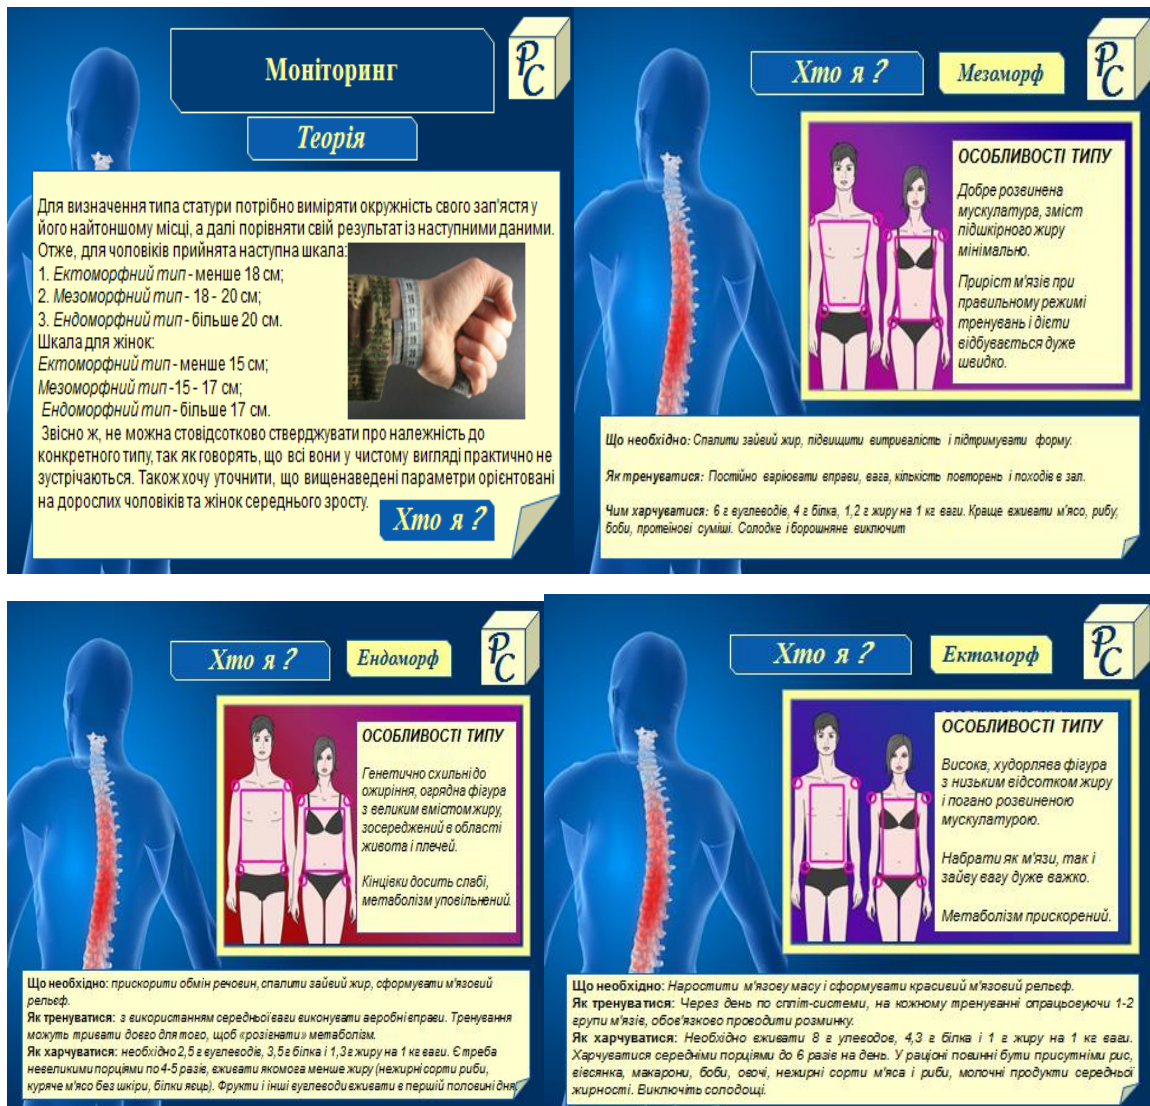 Моніторинг
РС
Теорія
Для визначення типа статури потрібно виміряти окружність свого зап'ястя у
його найтоншому місці, а далі порівняти свій результат із наступними даними.
Отже, для чоловіків прийнята наступна шкала:
1. Ектоморфний тип - менше 18 см;
2. Мезоморфний тип - 18 - 20 см;
3. Ендоморфний тип - більше 20 см.
Шкала для жінок:
Ектоморфний тип - менше 15 см;
Мезоморфний тип -15 - 17 см;
Ендоморфний тип - більше 17 см.
Звісно ж, не можна стовідсотково стверджувати про належність до
конкретного типу, так як говорять, що всі вони у чистому вигляді практично не
зустрічаються. Також хочу уточнити, що вищенаведені параметри орієнтовані
на дорослих чоловіків та жінок середнього зросту.
Хто я ?
Хто я ?
Мезаморф
РС
ОСОБЛИВОСТІ ТИПУ
Добре розвинена
мускулатура, зміст
підшкірного жиру
мінімально.
Приріст м'язів при
правильному режимі
тренувань і дієти
відбувається дуже
швидко.
Що необхідно: Спалити зайвий жир, підвищити витривалість і підтримувати форму.
Як тренуватися: Постійно варіювати вправи, вага, кількість повторень і походів в зал.
Чим харчуватися: 6 г вуглеводів, 4 г білка, 1,2 г жиру на 1 кг ваги. Краще вживати м'ясо, рибу,
боби, протеїнові суміші. Солодке і борошняне виключит
Хто я ?
Ендоморф
РС
ОСОБЛИВОСТІ ТИПУ
Генетично схильні до
ожиріння, огрядна фігура
з великим вмістом жиру,
зосереджений в області
живота і плечей.
Кінцівки досить слабі,
метаболізм уповільнений.
Що необхідно: прискорити обмін речовин, спалити зайвий жир, сформувати м'язовий
рельєф.
Як тренуватися: з використанням середньої ваги виконувати аеробні вправи. Тренування
можуть тривати довго для того, щоб «розігнати» метаболізм.
Як харчуватися: необхідно 2,5 г вуглеводів, 3,5 г білка і 1,3 г жиру на 1 кг ваги. Є треба
невеликими порціями по 4-5 разів, вживати якомога менше жиру (нежирні сорти риби,
куряче м'ясо без шкіри, білки яєць). Фрукти і інші вуглеводи вживати в першій половині дня.
Хто я ?
Ектоморф
РС
ОСОБЛИВОСТІ ТИПУ
Висока, худорлява фігура
з низьким відсотком жиру
і погано розвиненою
мускулатурою.
Набрати як м'язи, так і
зайву вагу дуже важко.
Метаболізм прискорений.
Що необхідно: Наростити м'язову масу і сформувати красивий м'язовий рельєф.
Як тренуватися: Через день по спліт-системи, на кожному тренуванні опрацьовуючи 1-2
групи м'язів, обов'язково проводити розминку.
Як харчуватися: Необхідно вживати 8 г улеводов, 4,3 г білка і 1 г жиру на 1 кг ваги.
Харчуватися середніми порціями до 6 разів на день. У раціоні повинні бути присутніми рис,
вівсянка, макарони, боби, овочі, нежирні сорти м'яса і риби, молочні продукти середньої
жирності. Виключіть солодощі.